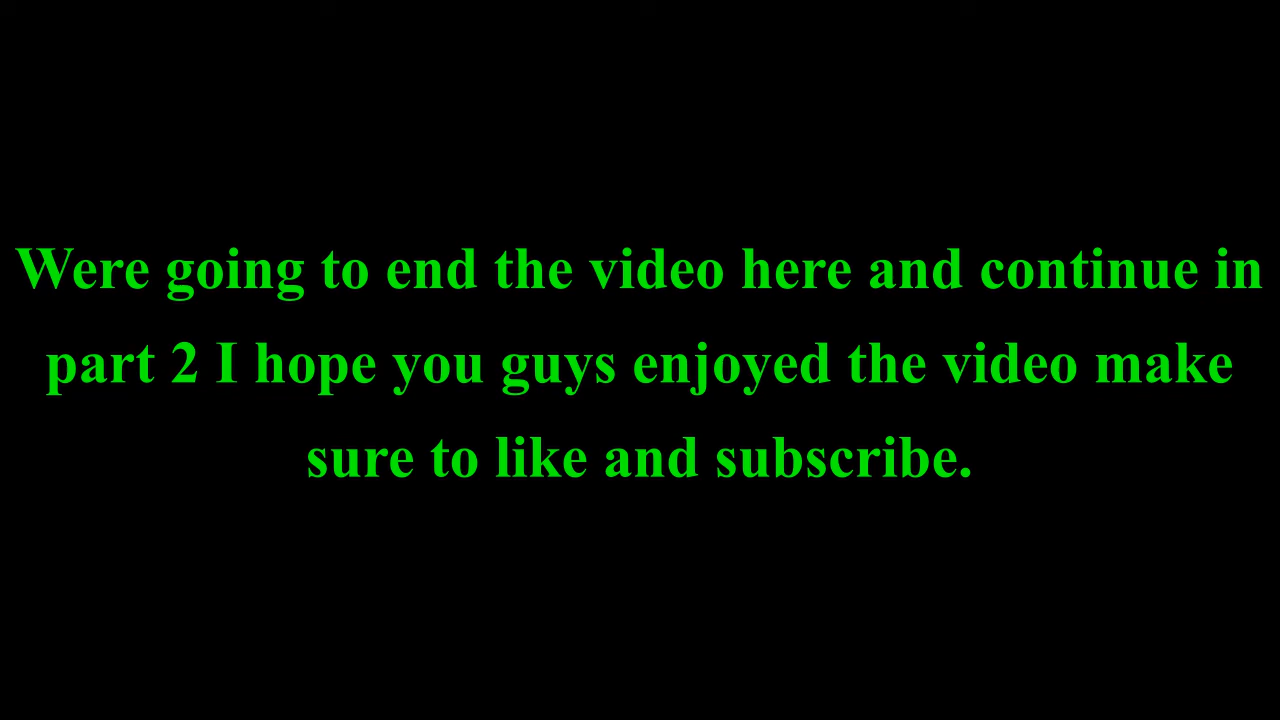 Were going to end the video here and continue in
part 2 I hope you guys enjoyed the video make
sure to like and subscribe.